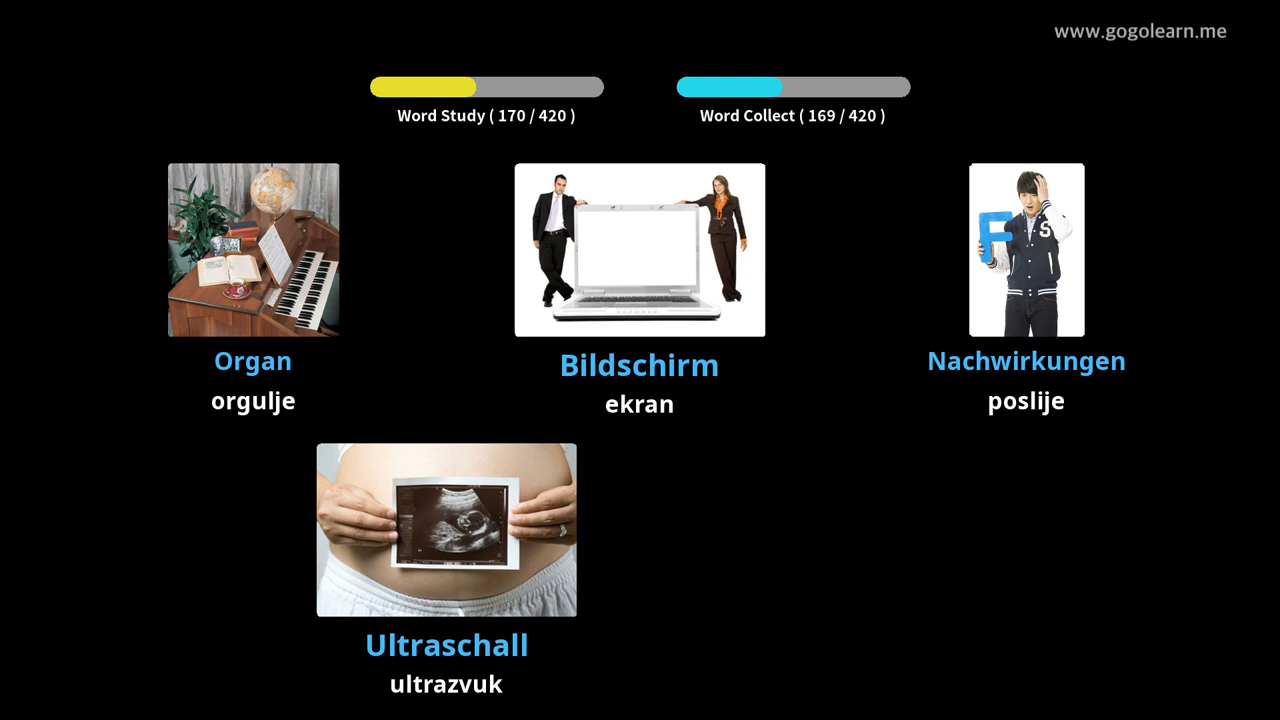 www.gogolearn.me
Word Study ( 170 / 420 )
Word Collect ( 169 / 420 )
Organ
orgulje
Bildschirm
ekran
F
S
Nachwirkungen
poslije
Ultraschall
ultrazvuk